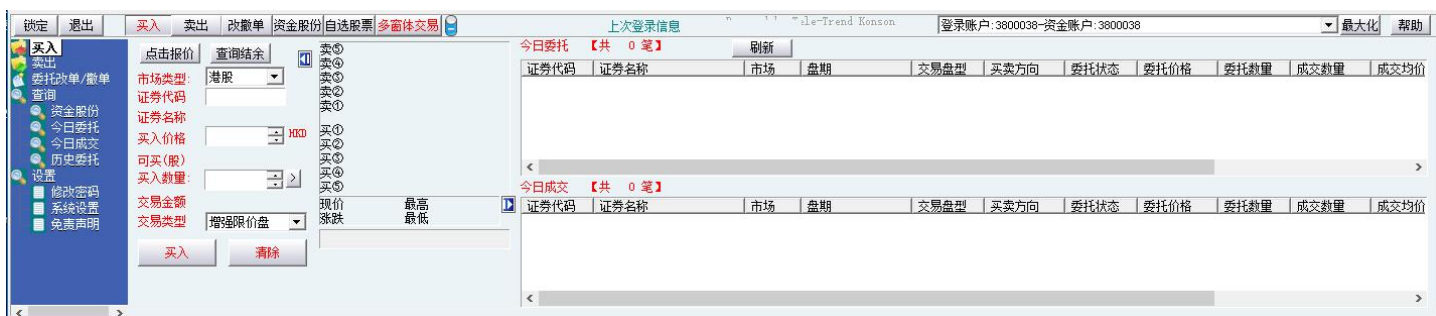 锁定 退出 买入 卖出 改撤单 资金股份 自选股票 多窗体交易 上次登录信息 Tile-Trend Konson 登录账户:3800038-资金账户:3800038 最大化 帮助
买入
卖出
委托改单/撤单
查询
资金股份
今日委托
今日成交
历史委托
设置
修改密码
系统设置
免责声明
点击报价 查询结余
市场类型: 港股
证券代码
证券名称
买入价格 HKD
可买(股)
买入数量: >
交易金额
交易类型 增强限价盘
买入 清除
卖⑤
卖④
卖③
卖②
卖①
买①
买②
买③
买④
买⑤
现价 最高
涨跌 最低
今日委托 【共 0 笔】 刷新
证券代码 证券名称 市场 盘期 交易盘型 买卖方向 委托状态 委托价格 委托数量 成交数量 成交均价
今日成交 【共 0 笔】
证券代码 证券名称 市场 盘期 交易盘型 买卖方向 委托状态 委托价格 委托数量 成交数量 成交均价